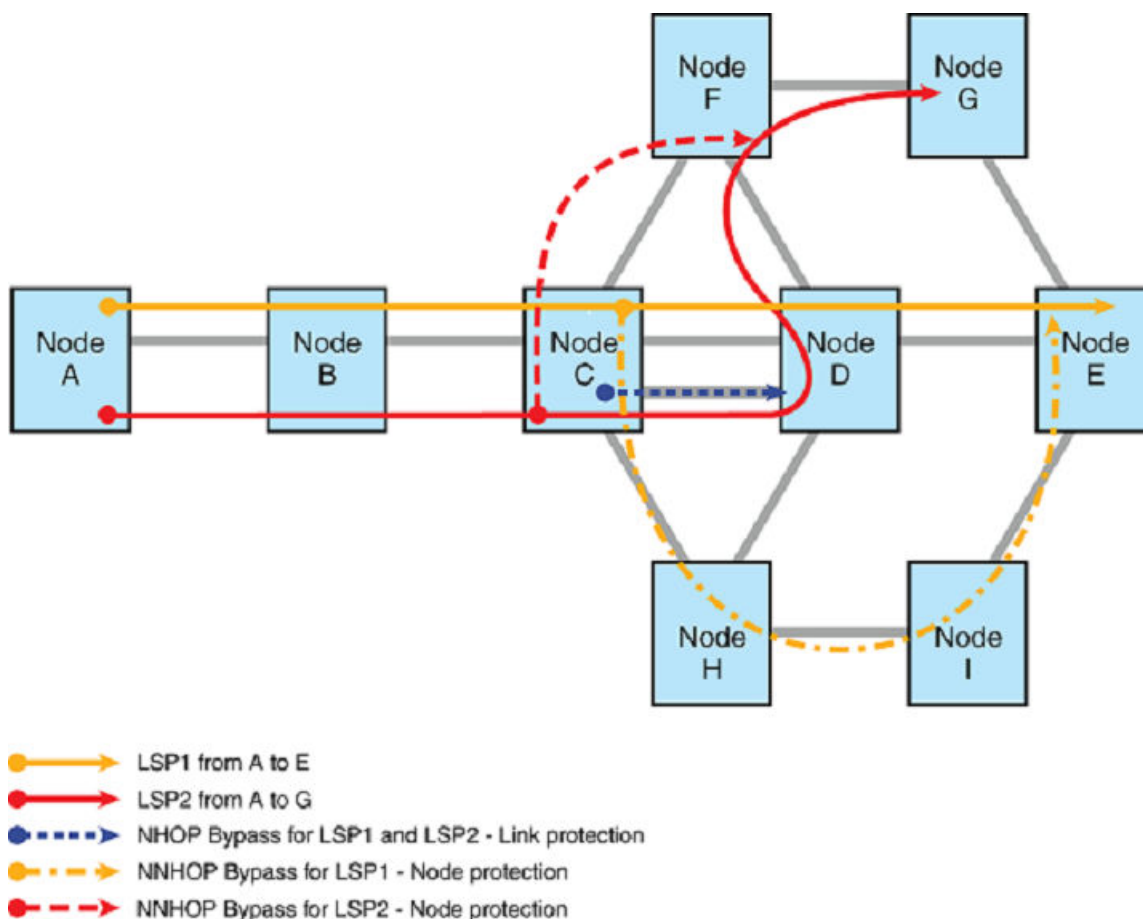 Node
F
Node
G
Node
A
Node
B
Node
C
Node
D
Node
E
Node
H
Node
I
LSP1 from A to E
LSP2 from A to G
NHOP Bypass for LSP1 and LSP2 - Link protection
NNHOP Bypass for LSP1 - Node protection
NNHOP Bypass for LSP2 - Node protection